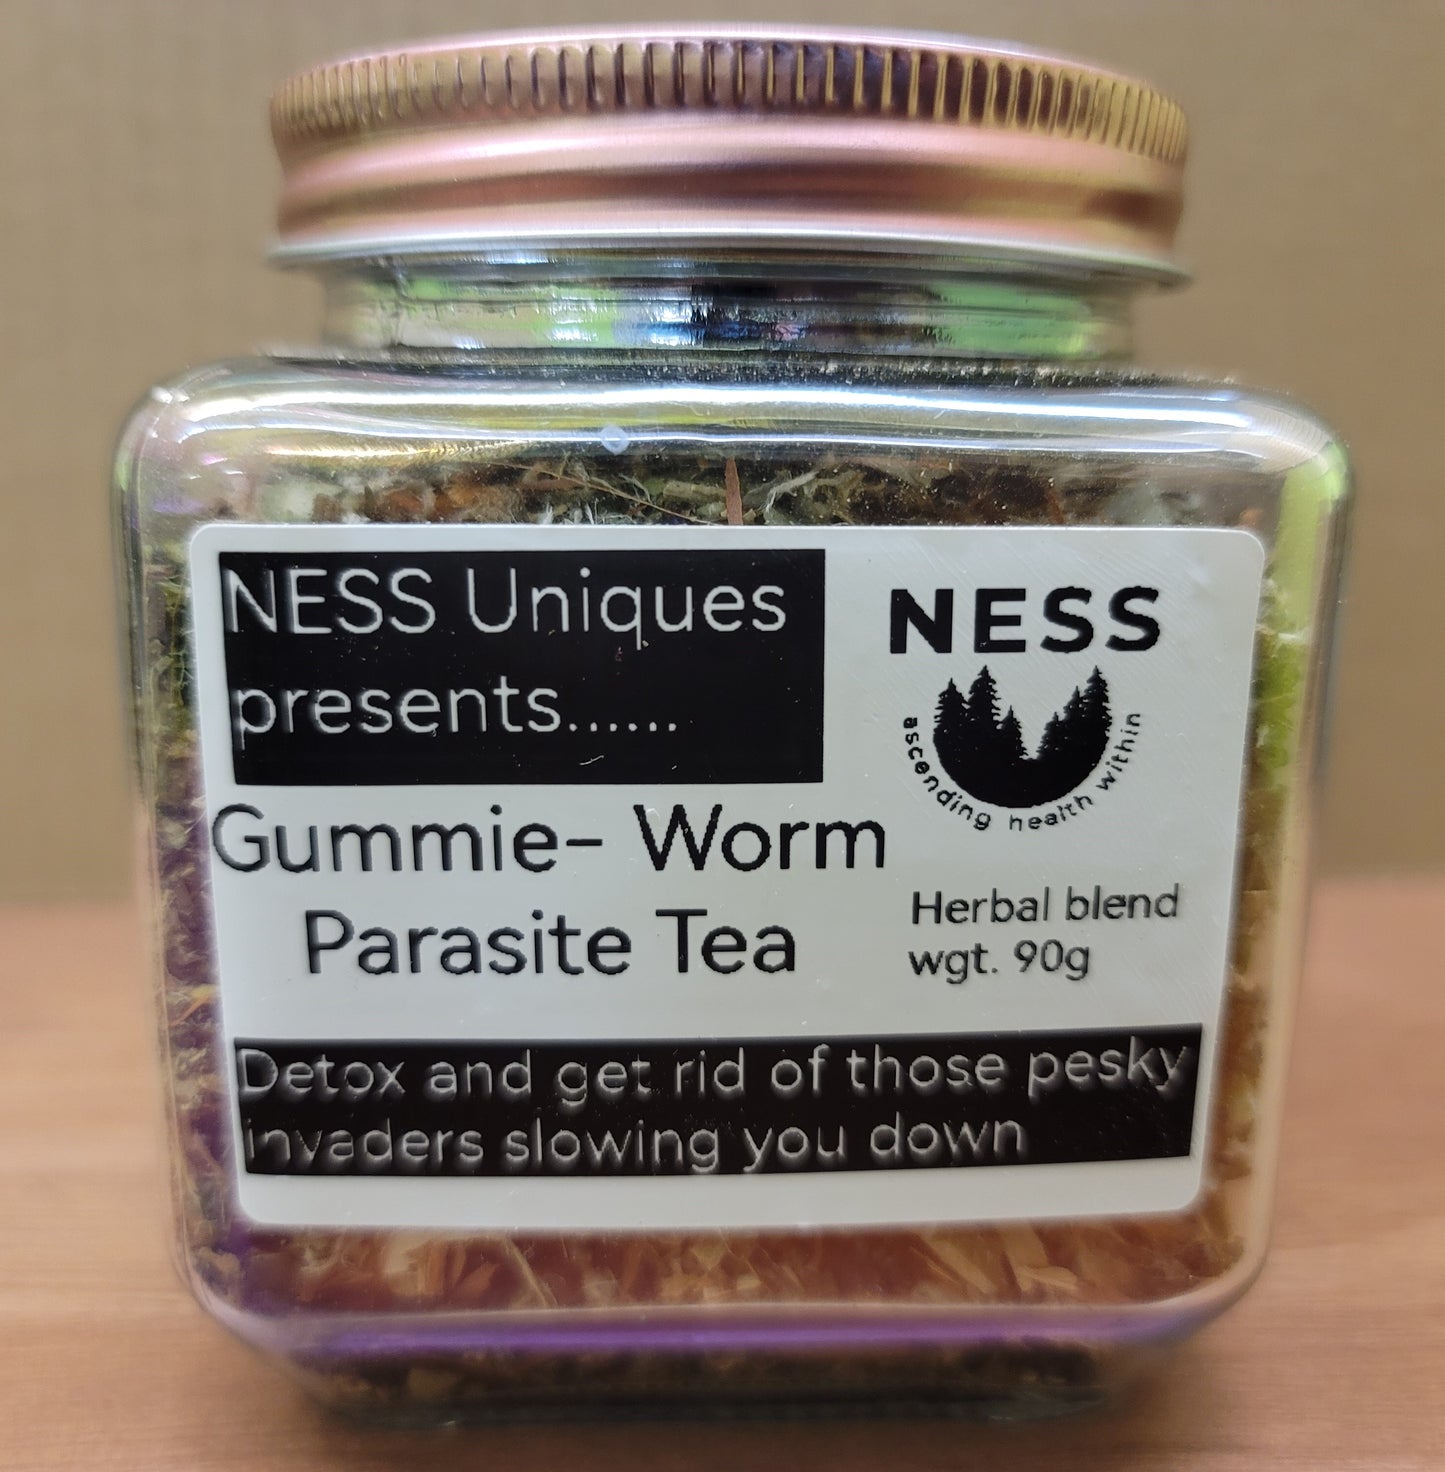 NESS Uniques
presents......
Gummie- Worm
Parasite Tea
NESS
ascending health within
Herbal blend
wgt. 90g
Detox and get rid of those pesky
invaders slowing you down